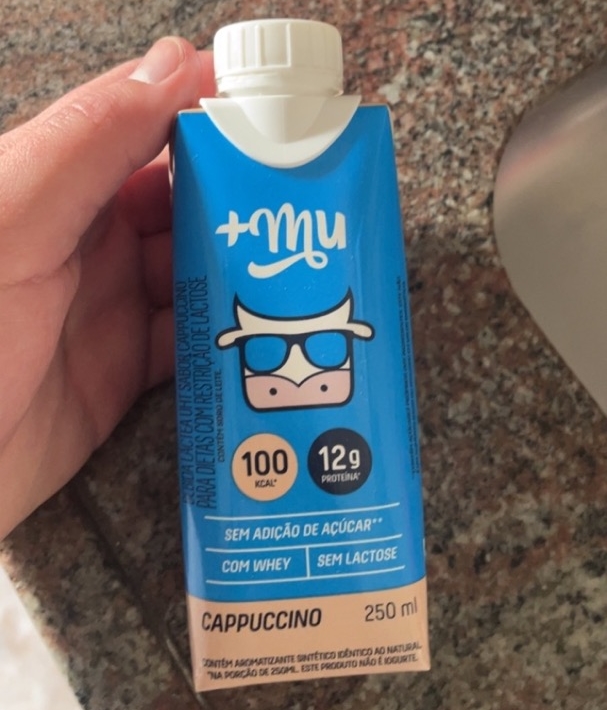 +Mu
100
KCAL*
12g
PROTEÍNA*
SEM ADIÇÃO DE AÇÚCAR**
COM WHEY
SEM LACTOSE
CAPPUCCINO
250 ml
CONTÉM AROMATIZANTE SINTÉTICO IDÊNTICO AO NATURAL.
*NA PORÇÃO DE 250ML. ESTE PRODUTO NÃO É IOGURTE.
BEBIDA LÁCTEA UHT SABOR CAPPUCCINO
PARA DIETAS COM RESTRIÇÃO DE LACTOSE
CONTÉM SORO DE LEITE.